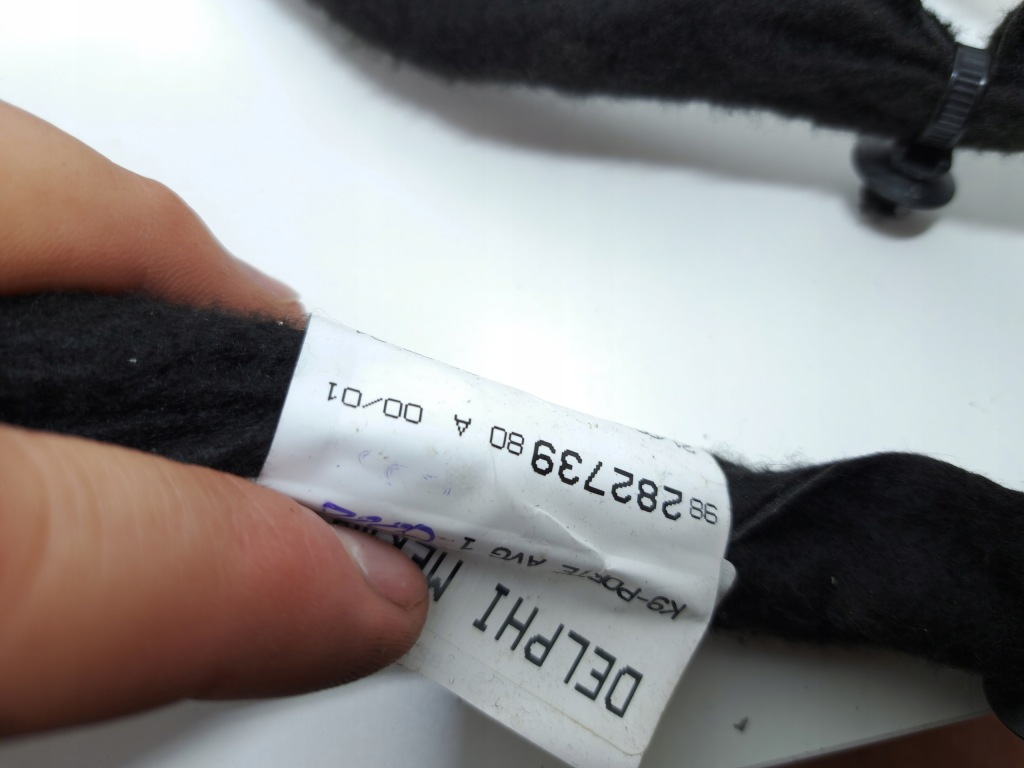 DELPHI
K9-PORTE AVG 1
98 282739 80 A 00/01